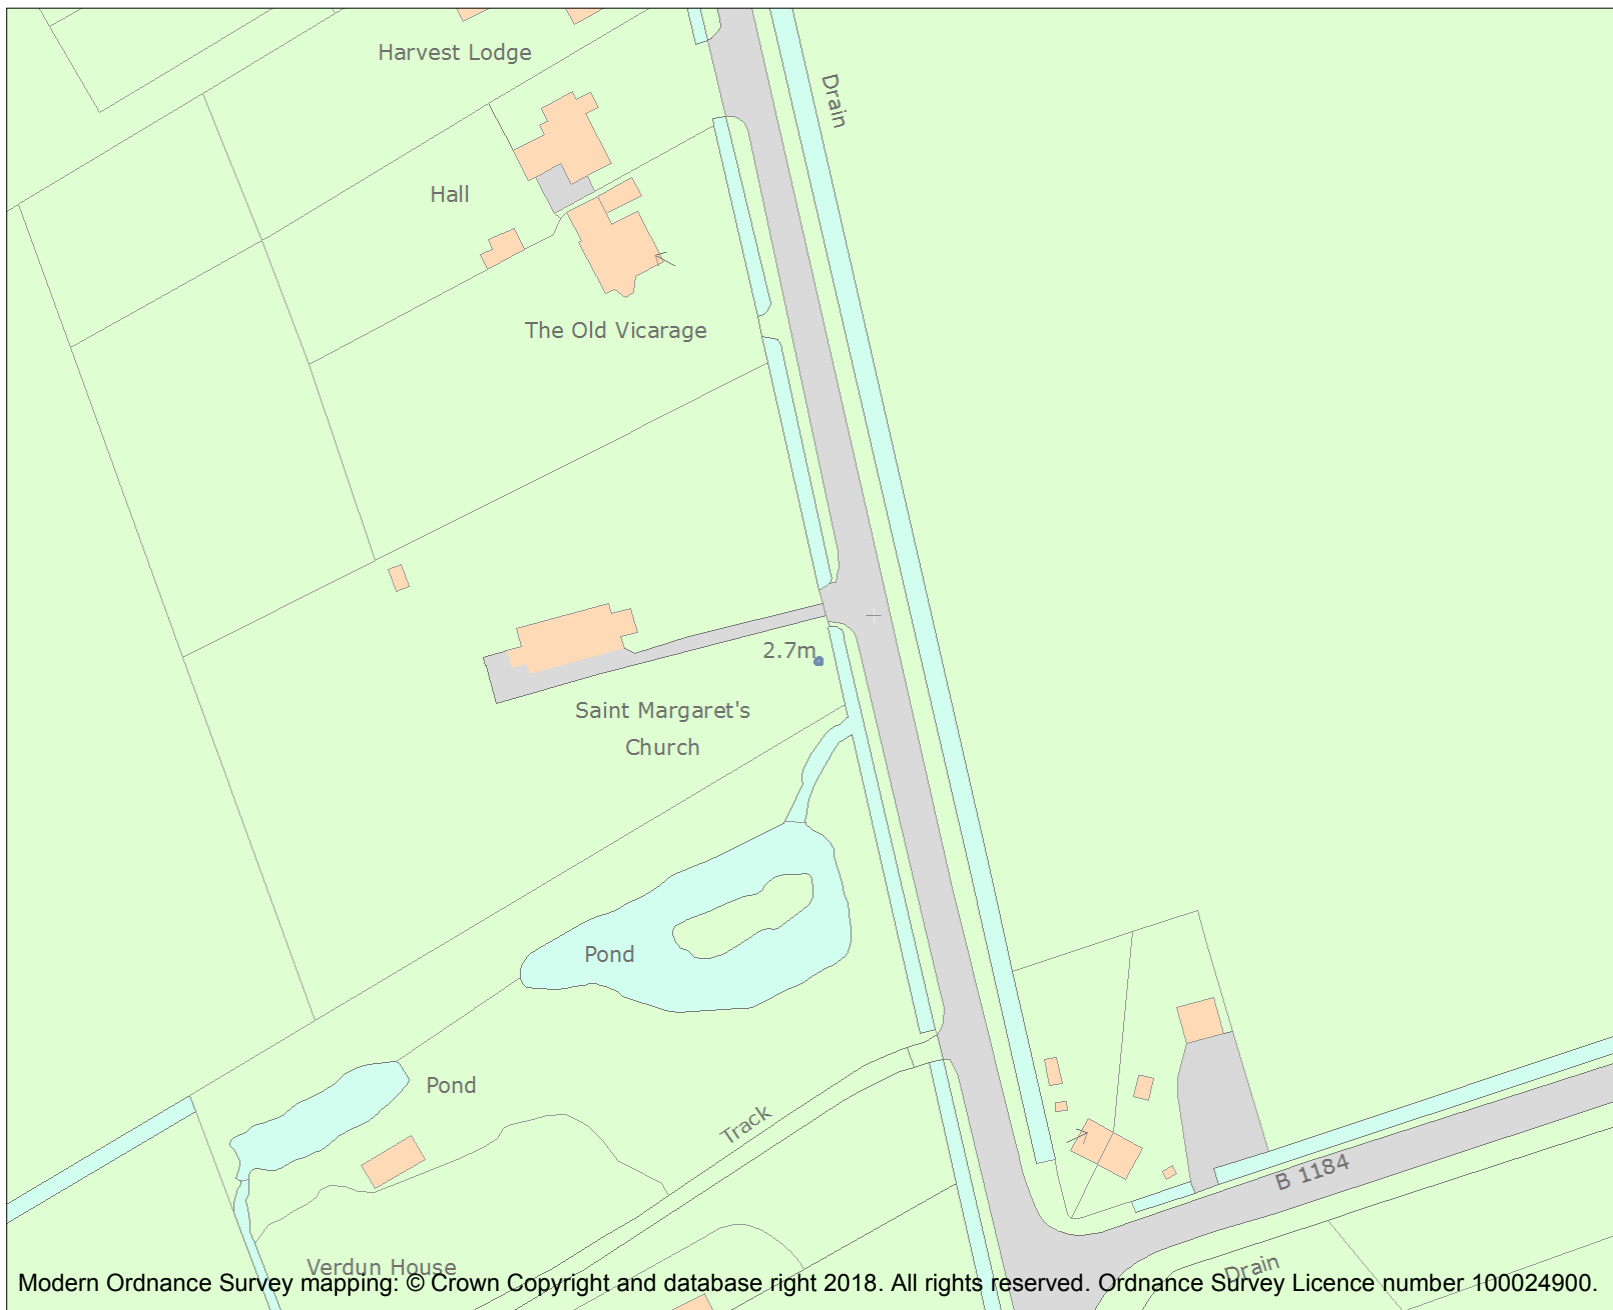 Harvest Lodge
Drain
Hall
The Old Vicarage
2.7m
Saint Margaret's
Church
Pond
Pond
Track
B 1184
Verdun House
Drain
Modern Ordnance Survey mapping: © Crown Copyright and database right 2018. All rights reserved. Ordnance Survey Licence number 100024900.